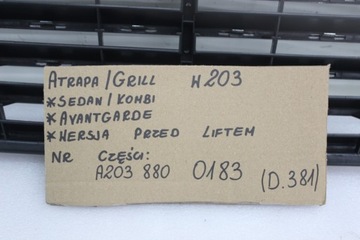 ATRAPA/GRILL W203
*SEDAN/KOMBI
*AVANTGARDE
*WERSJA PRZED LIFTEM
NR CZĘŚCI:
A203 880 0183 (D.381)